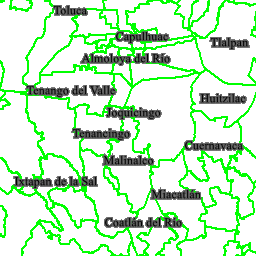 Toluca
Capulhuac
Tlalpan
Almoloya del Río
Tenango del Valle
Huitzilac
Joquicingo
Tenancingo
Cuernavaca
Malinalco
Ixtapan de la Sal
Miacatlán
Coatlán del Río